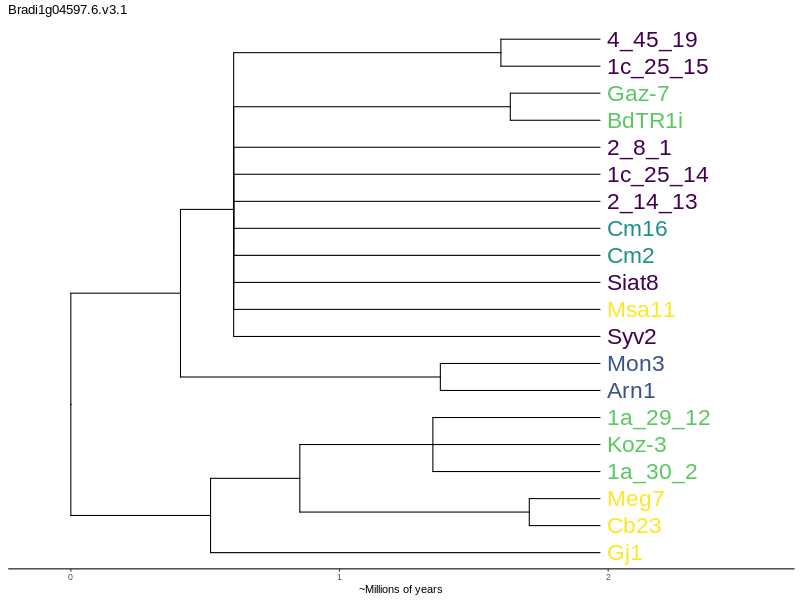 Bradi1g04597.6.v3.1
4_45_19
1c_25_15
Gaz-7
BdTR1i
2_8_1
1c_25_14
2_14_13
Cm16
Cm2
Siat8
Msa11
Syv2
Mon3
Arn1
1a_29_12
Koz-3
1a_30_2
Meg7
Cb23
Gj1
0 1 2
~Millions of years